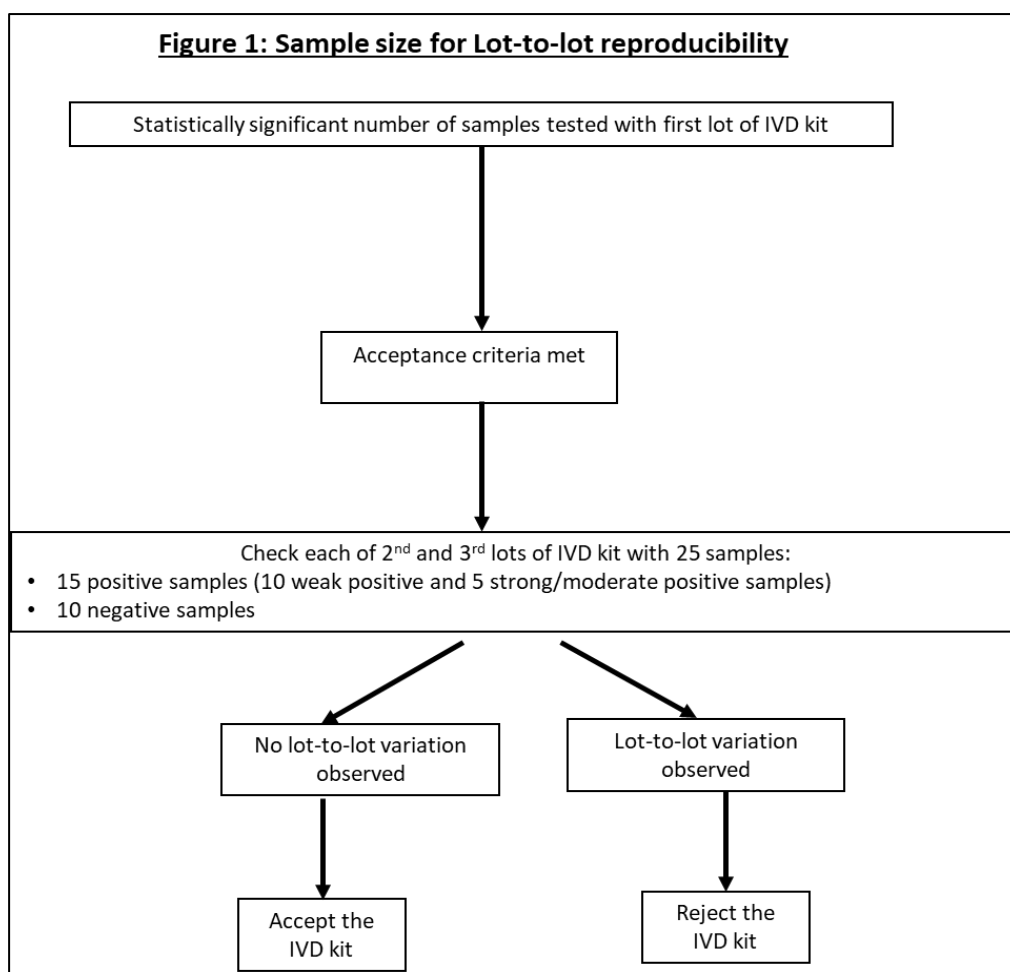 Figure 1: Sample size for Lot-to-lot reproducibility
Statistically significant number of samples tested with first lot of IVD kit
Acceptance criteria met
Check each of 2nd and 3rd lots of IVD kit with 25 samples:
• 15 positive samples (10 weak positive and 5 strong/moderate positive samples)
• 10 negative samples
No lot-to-lot variation
observed
Lot-to-lot variation
observed
Accept the
IVD kit
Reject the
IVD kit